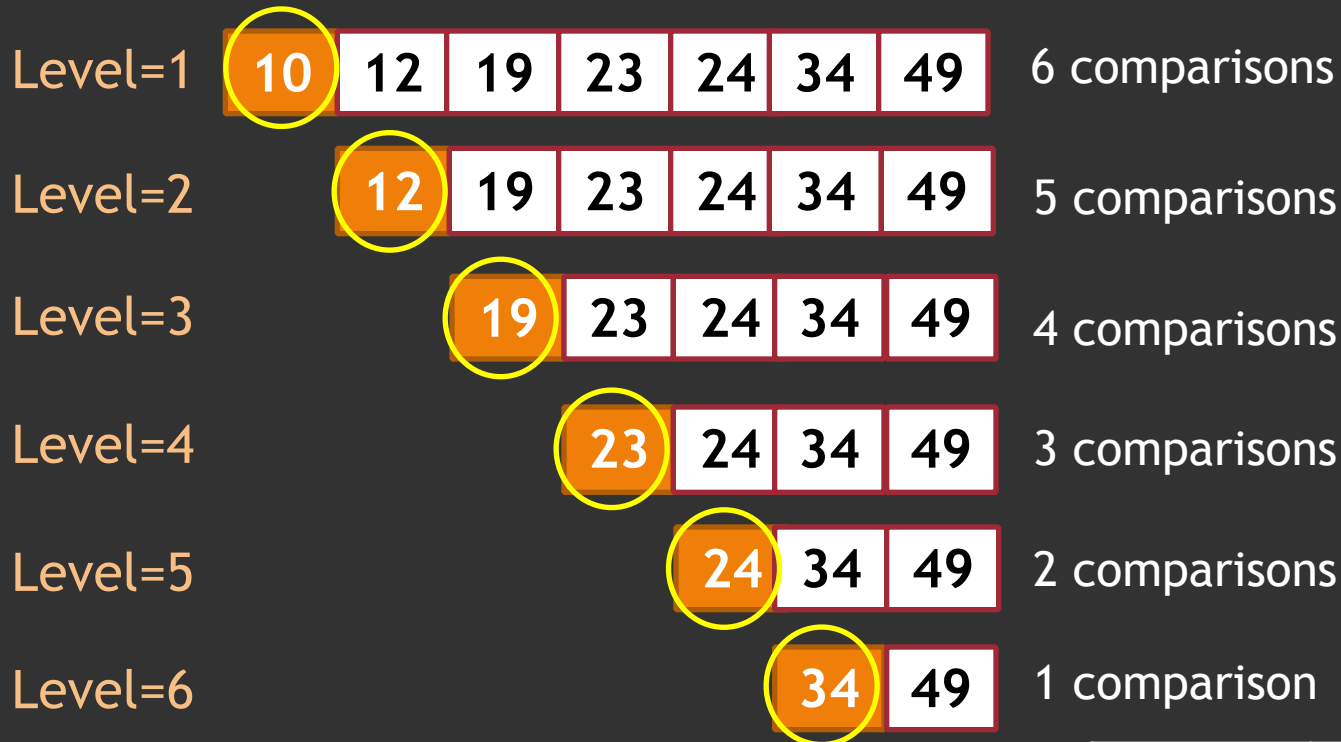 Level=1 10 12 19 23 24 34 49 6 comparisons
Level=2 12 19 23 24 34 49 5 comparisons
Level=3 19 23 24 34 49 4 comparisons
Level=4 23 24 34 49 3 comparisons
Level=5 24 34 49 2 comparisons
Level=6 34 49 1 comparison